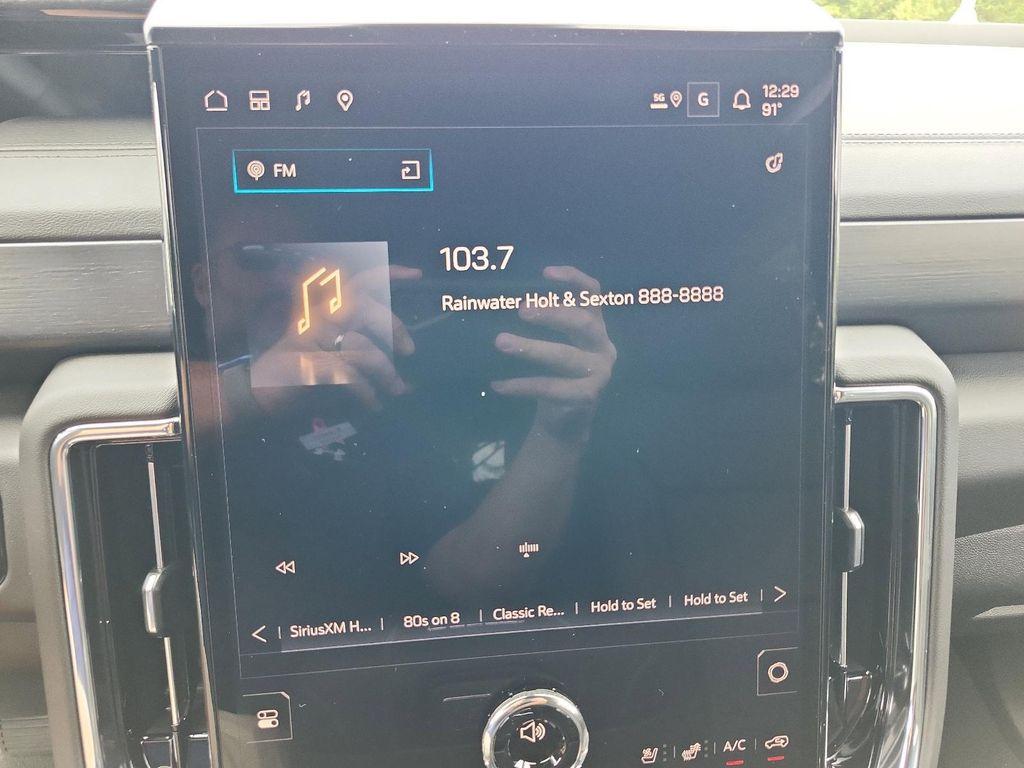 5G G 12:29
91°
FM
103.7
Rainwater Holt & Sexton 888-8888
SiriusXM H... 80s on 8 Classic Re... Hold to Set Hold to Set
A/C